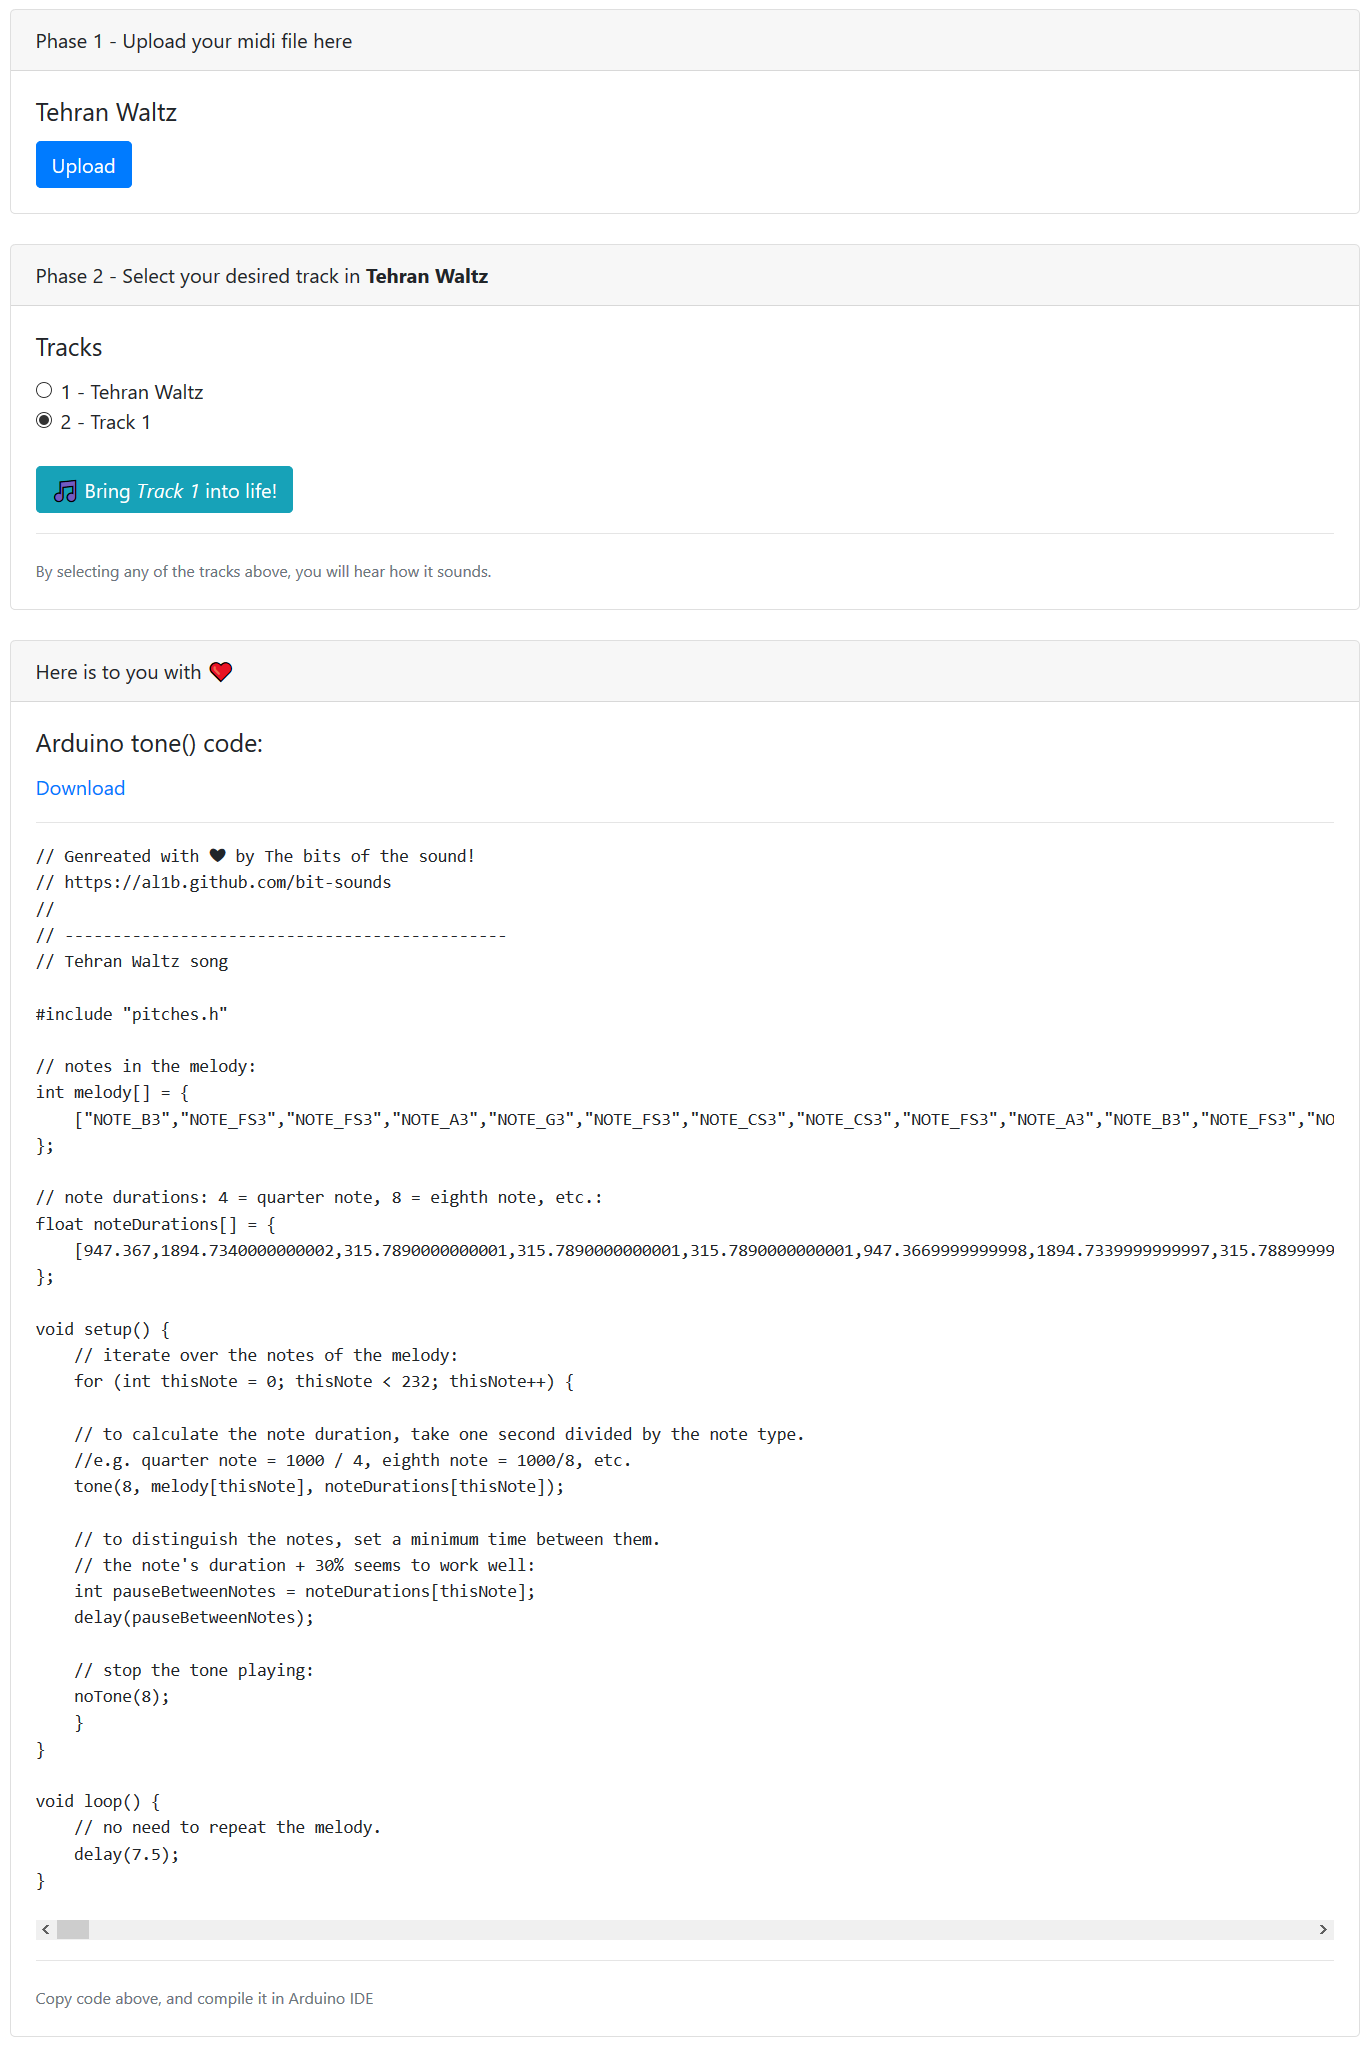 Phase 1 - Upload your midi file here
Tehran Waltz
Upload
Phase 2 - Select your desired track in Tehran Waltz
Tracks
1 - Tehran Waltz
2 - Track 1
🎵 Bring Track 1 into life!
By selecting any of the tracks above, you will hear how it sounds.
Here is to you with ❤️
Arduino tone() code:
Download
// Genreated with ♥ by The bits of the sound!
// https://al1b.github.com/bit-sounds
//
// ----------------------------------------------
// Tehran Waltz song
#include "pitches.h"
// notes in the melody:
int melody[] = {
    ["NOTE_B3","NOTE_FS3","NOTE_FS3","NOTE_A3","NOTE_G3","NOTE_FS3","NOTE_CS3","NOTE_CS3","NOTE_FS3","NOTE_A3","NOTE_B3","NOTE_FS3","NO
};
// note durations: 4 = quarter note, 8 = eighth note, etc.:
float noteDurations[] = {
    [947.367,1894.7340000000002,315.7890000000001,315.7890000000001,315.7890000000001,947.3669999999998,1894.7339999999997,315.78899999
};
void setup() {
    // iterate over the notes of the melody:
    for (int thisNote = 0; thisNote < 232; thisNote++) {
    // to calculate the note duration, take one second divided by the note type.
    //e.g. quarter note = 1000 / 4, eighth note = 1000/8, etc.
    tone(8, melody[thisNote], noteDurations[thisNote]);
    // to distinguish the notes, set a minimum time between them.
    // the note's duration + 30% seems to work well:
    int pauseBetweenNotes = noteDurations[thisNote];
    delay(pauseBetweenNotes);
    // stop the tone playing:
    noTone(8);
    }
}
void loop() {
    // no need to repeat the melody.
    delay(7.5);
}
Copy code above, and compile it in Arduino IDE